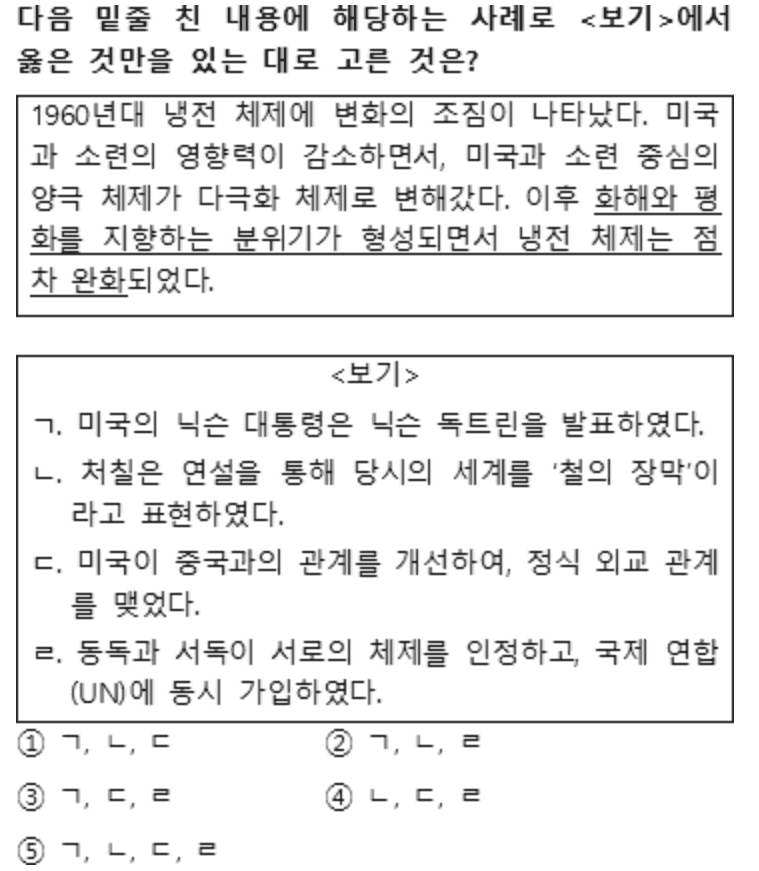 다음 밑줄 친 내용에 해당하는 사례로 <보기>에서
옳은 것만을 있는 대로 고른 것은?
1960년대 냉전 체제에 변화의 조짐이 나타났다. 미국
과 소련의 영향력이 감소하면서, 미국과 소련 중심의
양극 체제가 다극화 체제로 변해갔다. 이후 화해와 평
화를 지향하는 분위기가 형성되면서 냉전 체제는 점
차 완화되었다.
<보기>
ㄱ. 미국의 닉슨 대통령은 닉슨 독트린을 발표하였다.
ㄴ. 처칠은 연설을 통해 당시의 세계를 '철의 장막'이
라고 표현하였다.
ㄷ. 미국이 중국과의 관계를 개선하여, 정식 외교 관계
를 맺었다.
ㄹ. 동독과 서독이 서로의 체제를 인정하고, 국제 연합
(UN)에 동시 가입하였다.
① ㄱ, ㄴ, ㄷ ② ㄱ, ㄴ, ㄹ
③ ㄱ, ㄷ, ㄹ ④ ㄴ, ㄷ, ㄹ
⑤ ㄱ, ㄴ, ㄷ, ㄹ